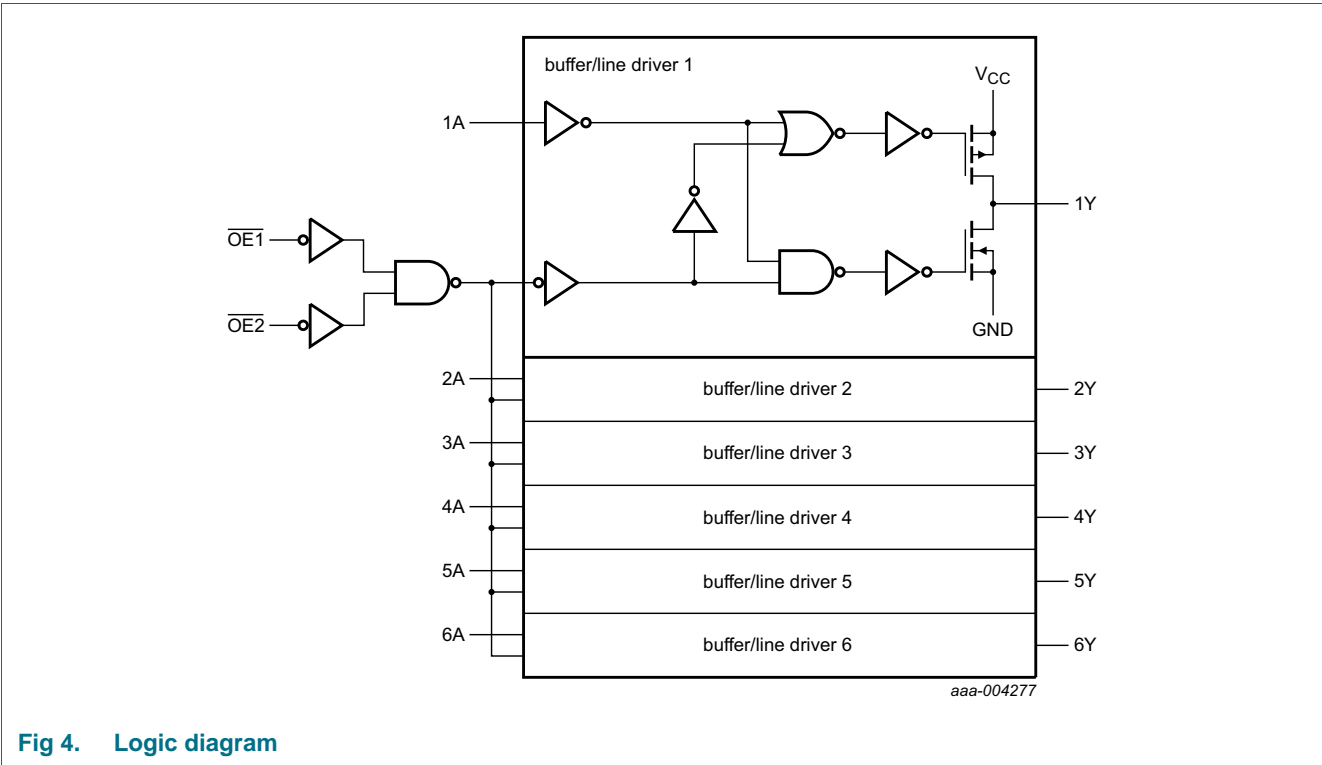 buffer/line driver 1
VCC
1A
1Y
OE1
OE2
GND
2A
buffer/line driver 2
2Y
3A
buffer/line driver 3
3Y
4A
buffer/line driver 4
4Y
5A
buffer/line driver 5
5Y
6A
buffer/line driver 6
6Y
aaa-004277
Fig 4. Logic diagram